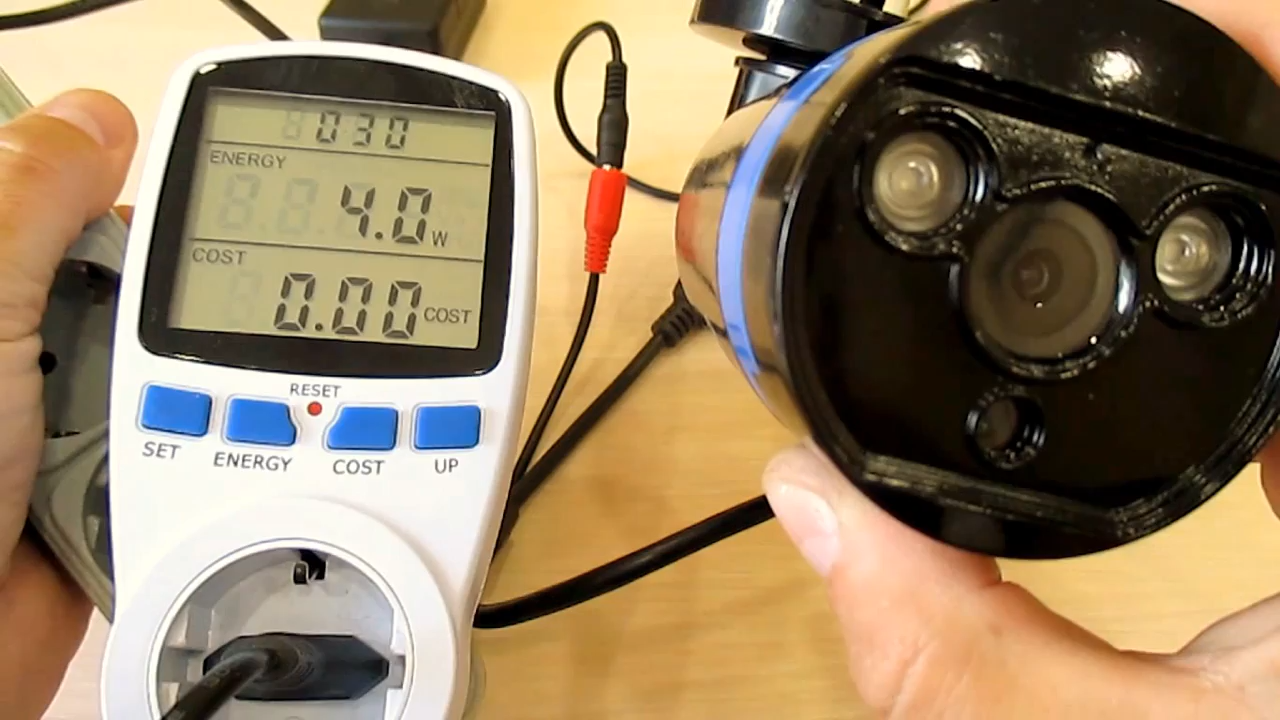 030
ENERGY
4.0 W
COST
0.00 COST
RESET
SET ENERGY COST UP